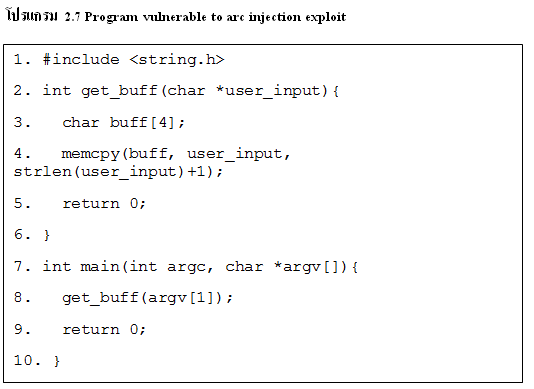 โปรแกรม 2.7 Program vulnerable to arc injection exploit
1. #include <string.h>
2. int get_buff(char *user_input){
3. char buff[4];
4. memcpy(buff, user_input,
strlen(user_input)+1);
5. return 0;
6. }
7. int main(int argc, char *argv[]){
8. get_buff(argv[1]);
9. return 0;
10. }